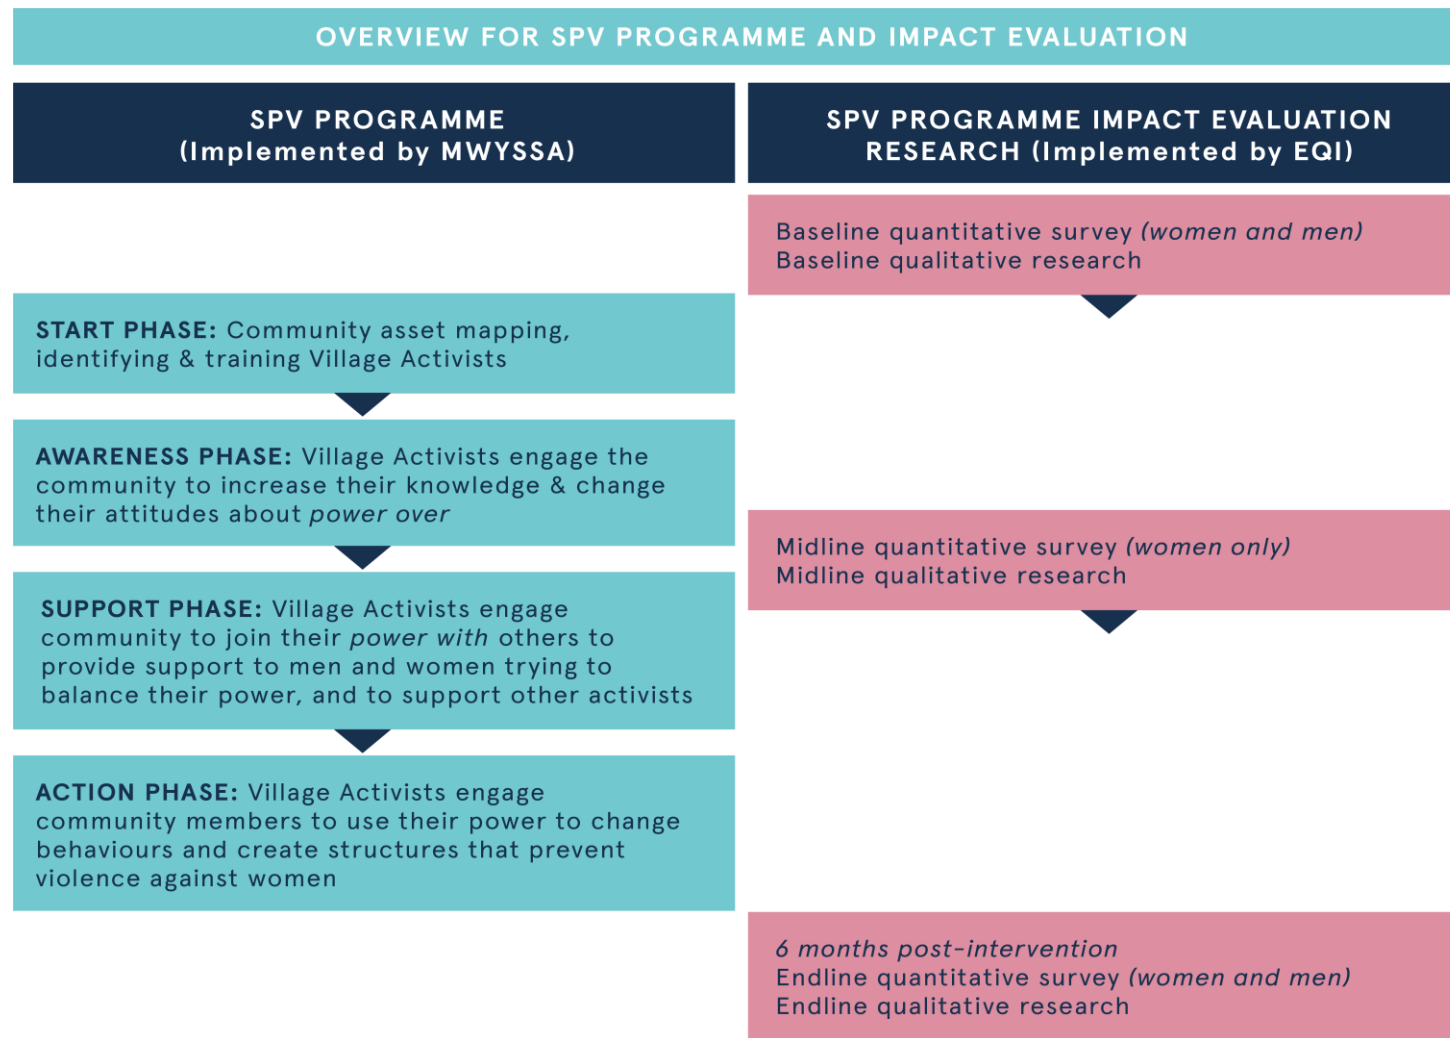 OVERVIEW FOR SPV PROGRAMME AND IMPACT EVALUATION
SPV PROGRAMME
(Implemented by MWYSSA)
SPV PROGRAMME IMPACT EVALUATION
RESEARCH (Implemented by EQI)
Baseline quantitative survey (women and men)
Baseline qualitative research
START PHASE: Community asset mapping,
identifying & training Village Activists
AWARENESS PHASE: Village Activists engage the
community to increase their knowledge & change
their attitudes about power over
Midline quantitative survey (women only)
Midline qualitative research
SUPPORT PHASE: Village Activists engage
community to join their power with others to
provide support to men and women trying to
balance their power, and to support other activists
ACTION PHASE: Village Activists engage
community members to use their power to change
behaviours and create structures that prevent
violence against women
6 months post-intervention
Endline quantitative survey (women and men)
Endline qualitative research